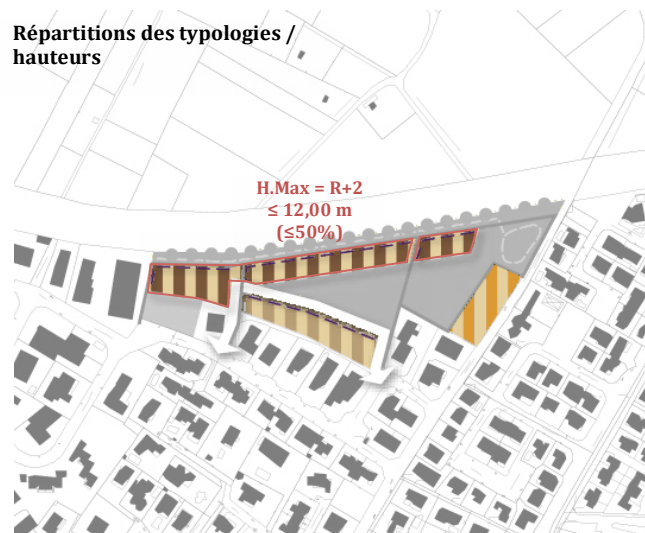 Répartitions des typologies /
hauteurs
H.Max = R+2
≤ 12,00 m
(≤50%)